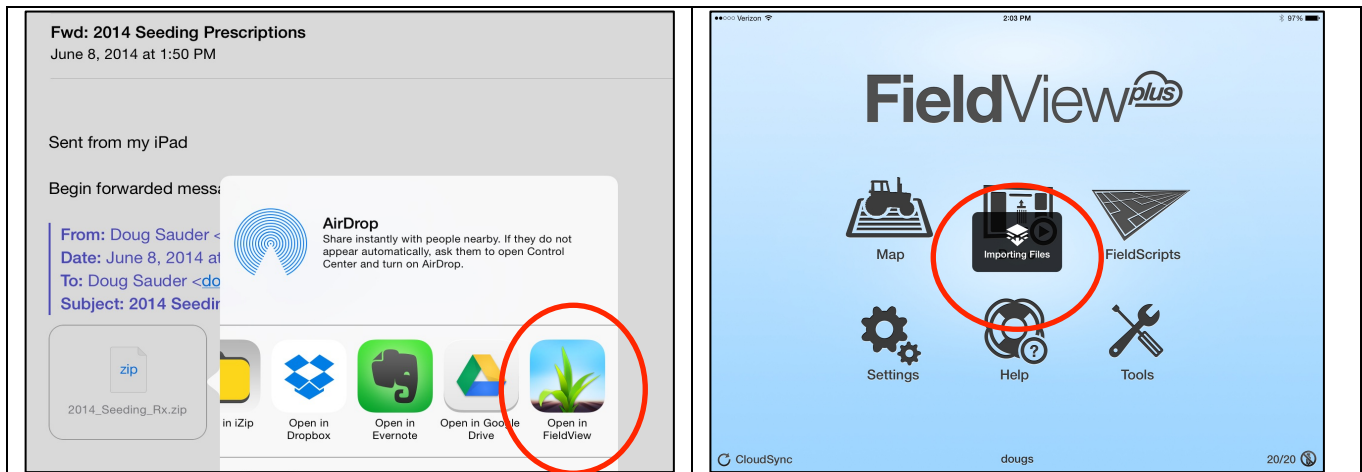 Fwd: 2014 Seeding Prescriptions
June 8, 2014 at 1:50 PM
Sent from my iPad
Begin forwarded messa
From: Doug Sauder <
Date: June 8, 2014 at
To: Doug Sauder <do
Subject: 2014 Seedin
zip
2014_Seeding_Rx.zip
AirDrop
Share instantly with people nearby. If they do not
appear automatically, ask them to open Control
Center and turn on AirDrop.
in iZip
Open in
Dropbox
Open in
Evernote
Open in Google
Drive
Open in
FieldView
Verizon
2:03 PM
97%
FieldView plus
Map
Importing Files
FieldScripts
Settings
Help
Tools
CloudSync
dougs
20/20